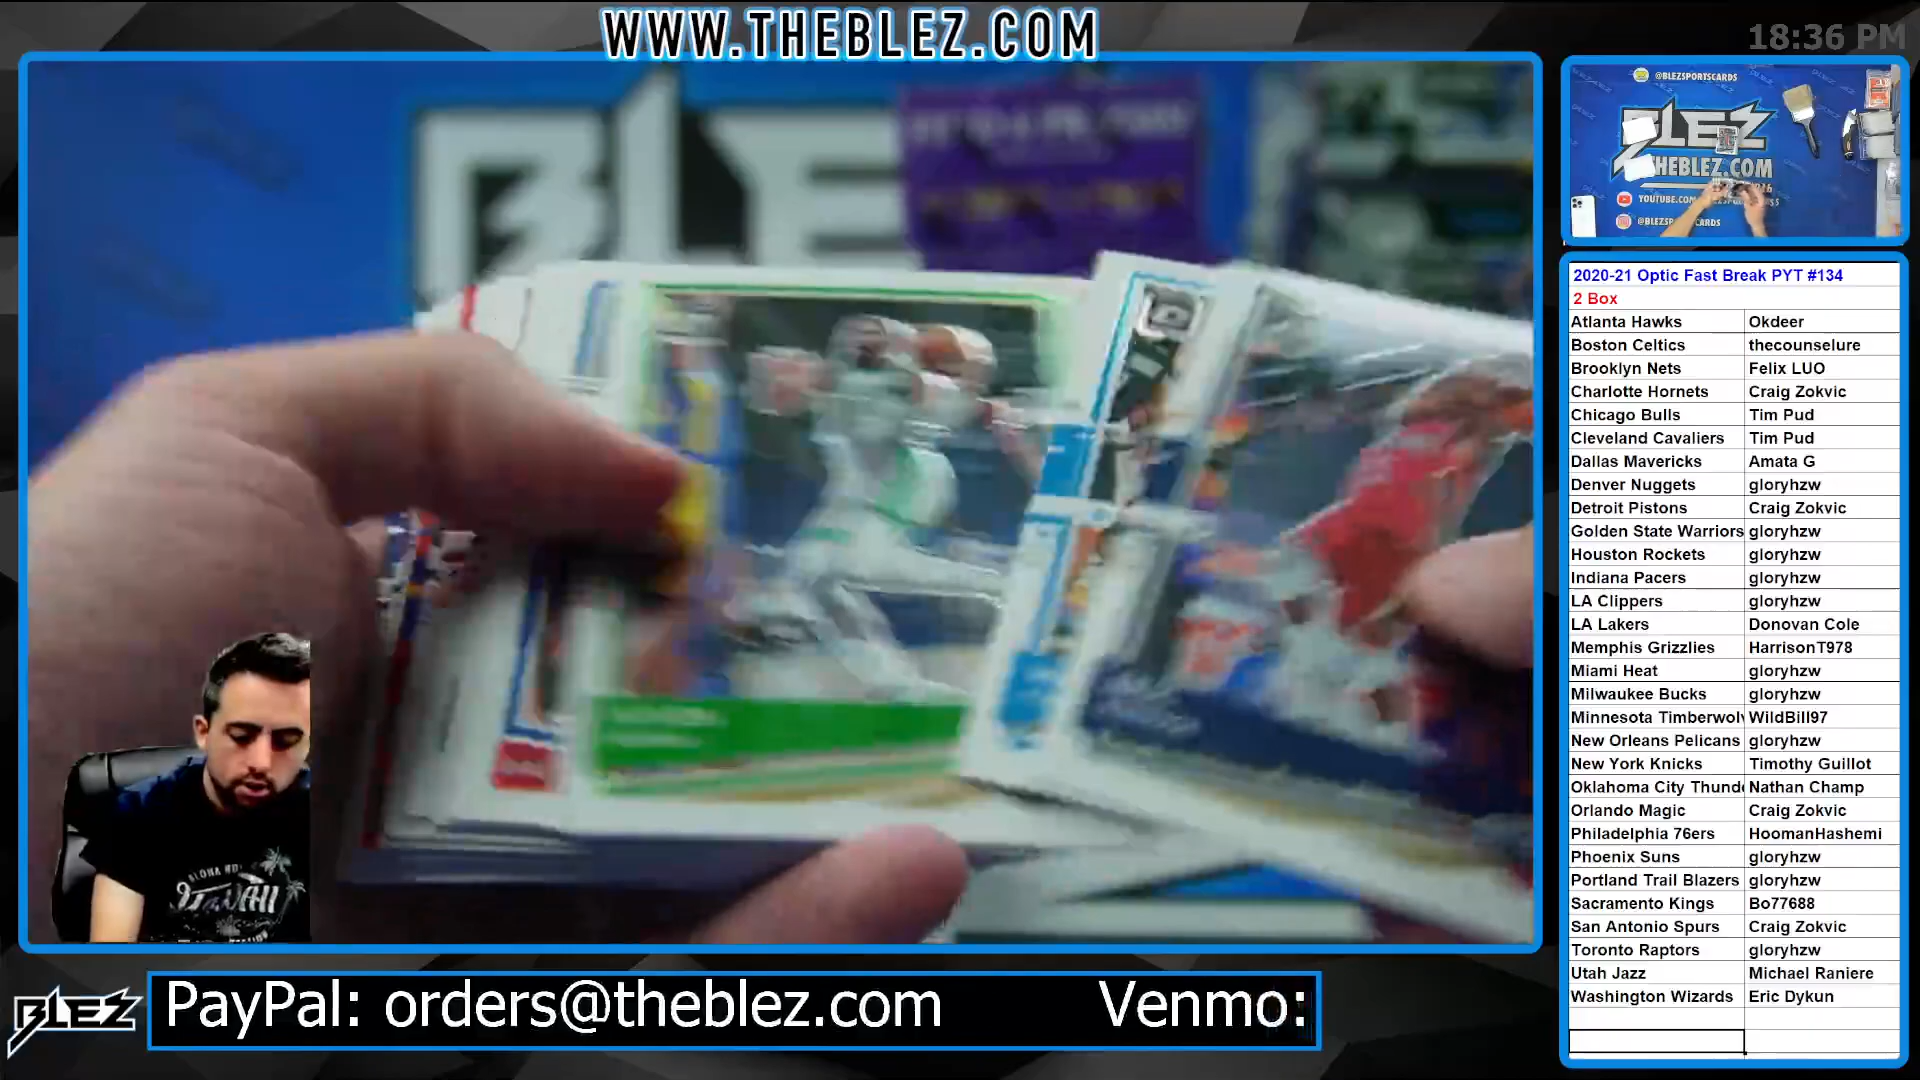 WWW.THEBLEZ.COM
18:36 PM
@BLEZSPORTSCARDS
BLEZ
THEBLEZ.COM
BLE
2020-21 Optic Fast Break PYT #134
2 Box
Atlanta Hawks Okdeer
Boston Celtics thecounselure
Brooklyn Nets Felix LUO
Charlotte Hornets Craig Zokvic
Chicago Bulls Tim Pud
Cleveland Cavaliers Tim Pud
Dallas Mavericks Amata G
Denver Nuggets gloryhzw
Detroit Pistons Craig Zokvic
Golden State Warriors gloryhzw
Houston Rockets gloryhzw
Indiana Pacers gloryhzw
LA Clippers gloryhzw
LA Lakers Donovan Cole
Memphis Grizzlies HarrisonT978
Miami Heat gloryhzw
Milwaukee Bucks gloryhzw
Minnesota Timberwolv WildBill97
New Orleans Pelicans gloryhzw
New York Knicks Timothy Guillot
Oklahoma City Thunde Nathan Champ
Orlando Magic Craig Zokvic
Philadelphia 76ers HoomanHashemi
Phoenix Suns gloryhzw
Portland Trail Blazers gloryhzw
Sacramento Kings Bo77688
San Antonio Spurs Craig Zokvic
Toronto Raptors gloryhzw
Utah Jazz Michael Raniere
Washington Wizards Eric Dykun
BLEZ
PayPal: orders@theblez.com Venmo: